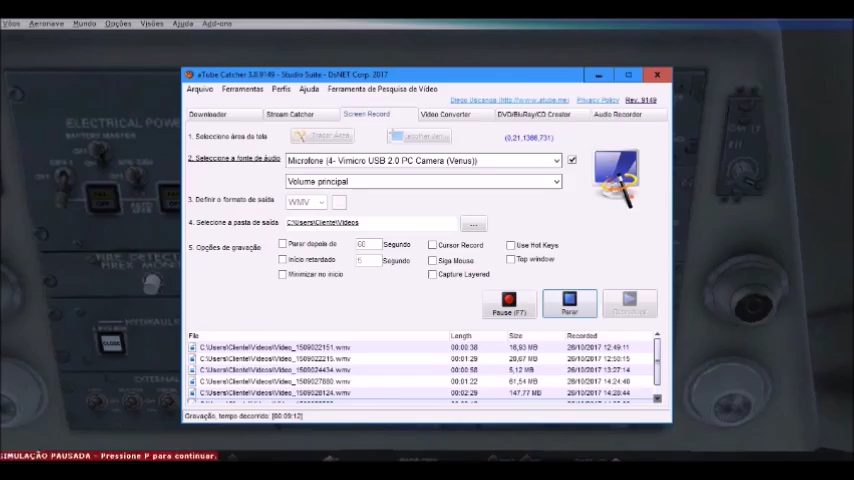 Vôos Aeronave Mundo Opções Visões Ajuda Add-ons
aTube Catcher 3.8.9149 - Studio Suite - DsNET Corp. 2017
Arquivo Ferramentas Perfis Ajuda Ferramenta de Pesquisa de Vídeo
Diego Uscanga (http://www.atube.me) Privacy Policy Rev. 9149
Downloader Stream Catcher Screen Record Video Converter DVD/BluRay/CD Creator Audio Recorder
1. Selecione área da tela (0,21,1366,731)
2. Seleccione a fonte de áudio Microfone (4- Vimicro USB 2.0 PC Camera (Venus))
Volume principal
3. Definir o formato de saída WMV
4. Selecione a pasta de saída C:\Users\Cliente\Videos ...
5. Opções de gravação Parar depois de 60 Segundo Cursor Record Use Hot Keys
Início retardado 5 Segundo Siga Mouse Top window
Minimizar no início Capture Layered
Pause (F7) Parar
File Length Size Recorded
C:\Users\Cliente\Videos\Video_1509022151.wmv 00:00:38 16,93 MB 26/10/2017 12:49:11
C:\Users\Cliente\Videos\Video_1509022215.wmv 00:01:29 20,67 MB 26/10/2017 12:50:15
C:\Users\Cliente\Videos\Video_1509024434.wmv 00:00:58 5,12 MB 26/10/2017 13:27:14
C:\Users\Cliente\Videos\Video_1509027880.wmv 00:01:22 61,54 MB 26/10/2017 14:24:40
C:\Users\Cliente\Videos\Video_1509028124.wmv 00:02:29 147,77 MB 26/10/2017 14:28:44
Gravação, tempo decorrido: [00:09:12]
ELECTRICAL POWE
BATTERY MASTER
FIRE DETECT
HYDRAULI
CLOSE
EXTERNAL
SIMULAÇÃO PAUSADA - Pressione P para continuar.